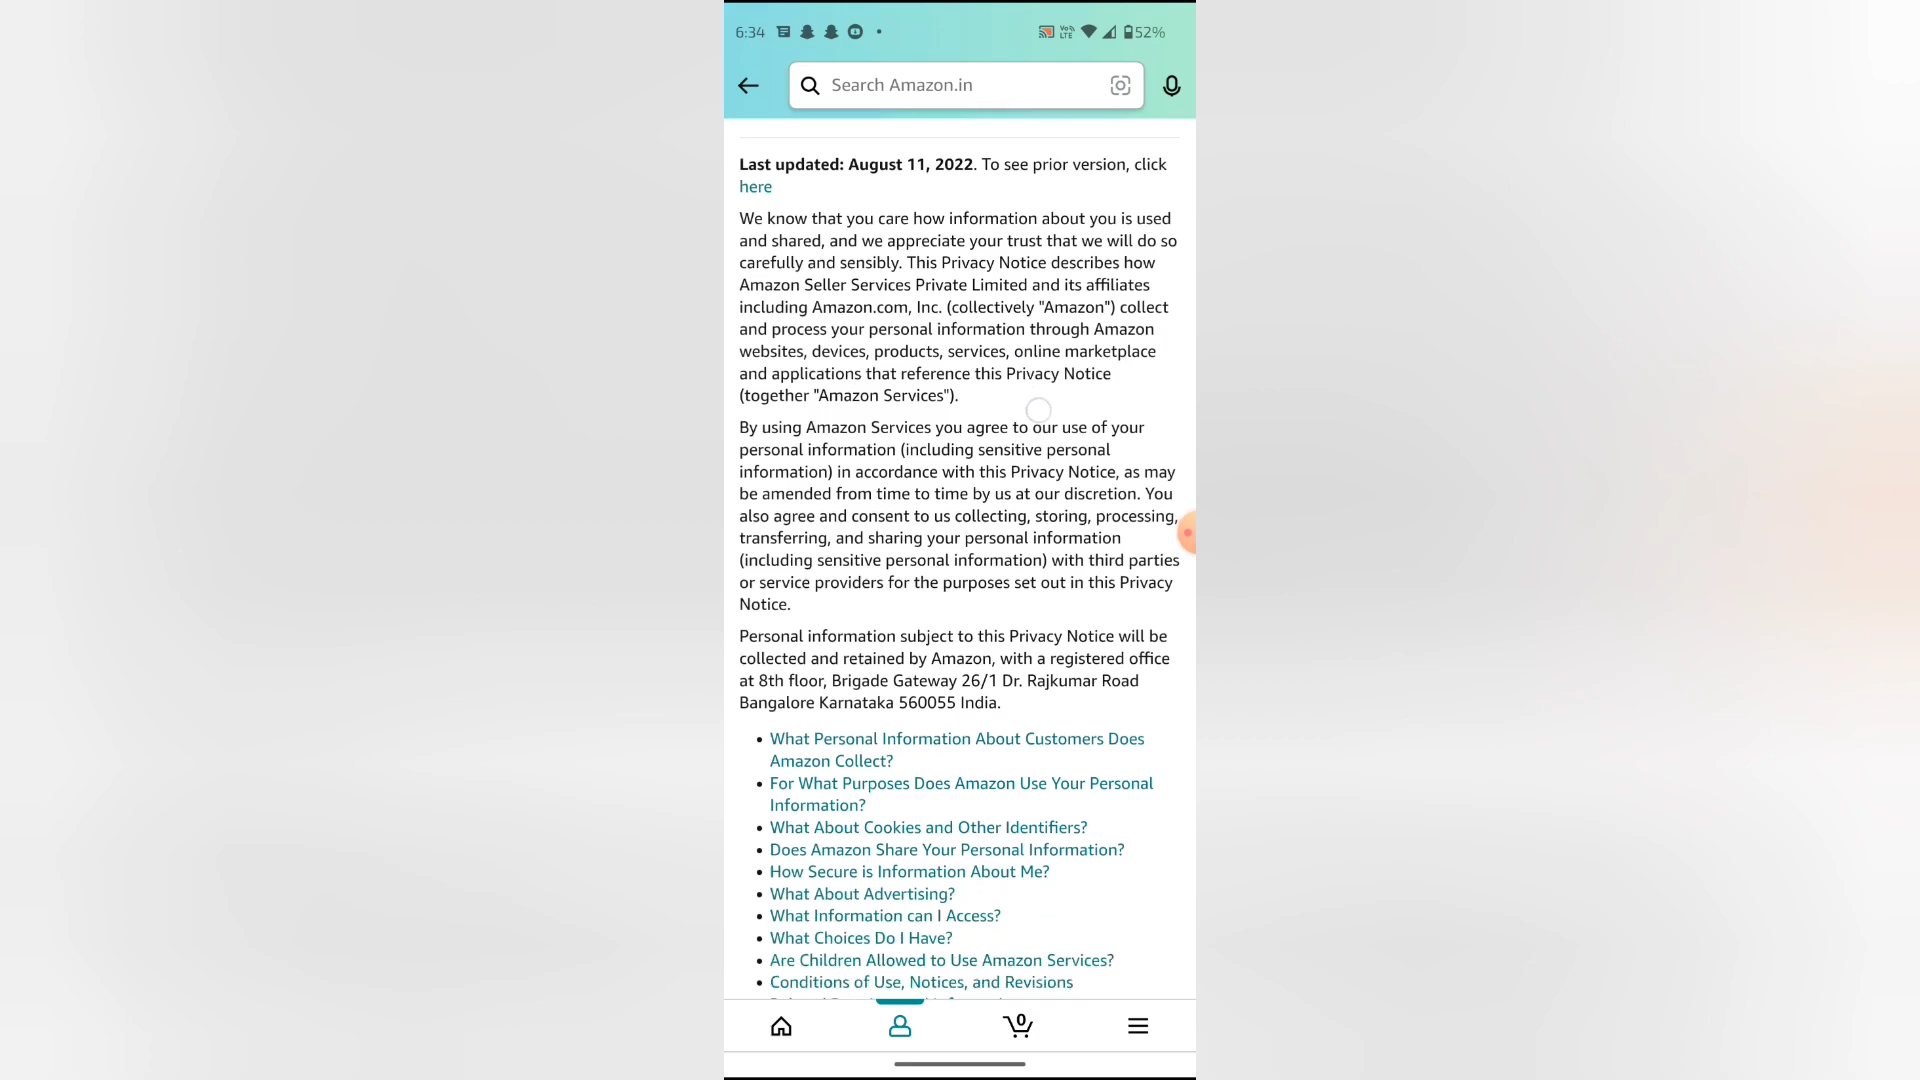 6:34
Vo
LTE
52%
Search Amazon.in
Last updated: August 11, 2022. To see prior version, click
here
We know that you care how information about you is used
and shared, and we appreciate your trust that we will do so
carefully and sensibly. This Privacy Notice describes how
Amazon Seller Services Private Limited and its affiliates
including Amazon.com, Inc. (collectively "Amazon") collect
and process your personal information through Amazon
websites, devices, products, services, online marketplace
and applications that reference this Privacy Notice
(together "Amazon Services").
By using Amazon Services you agree to our use of your
personal information (including sensitive personal
information) in accordance with this Privacy Notice, as may
be amended from time to time by us at our discretion. You
also agree and consent to us collecting, storing, processing,
transferring, and sharing your personal information
(including sensitive personal information) with third parties
or service providers for the purposes set out in this Privacy
Notice.
Personal information subject to this Privacy Notice will be
collected and retained by Amazon, with a registered office
at 8th floor, Brigade Gateway 26/1 Dr. Rajkumar Road
Bangalore Karnataka 560055 India.
• What Personal Information About Customers Does
Amazon Collect?
• For What Purposes Does Amazon Use Your Personal
Information?
• What About Cookies and Other Identifiers?
• Does Amazon Share Your Personal Information?
• How Secure is Information About Me?
• What About Advertising?
• What Information can I Access?
• What Choices Do I Have?
• Are Children Allowed to Use Amazon Services?
• Conditions of Use, Notices, and Revisions
0